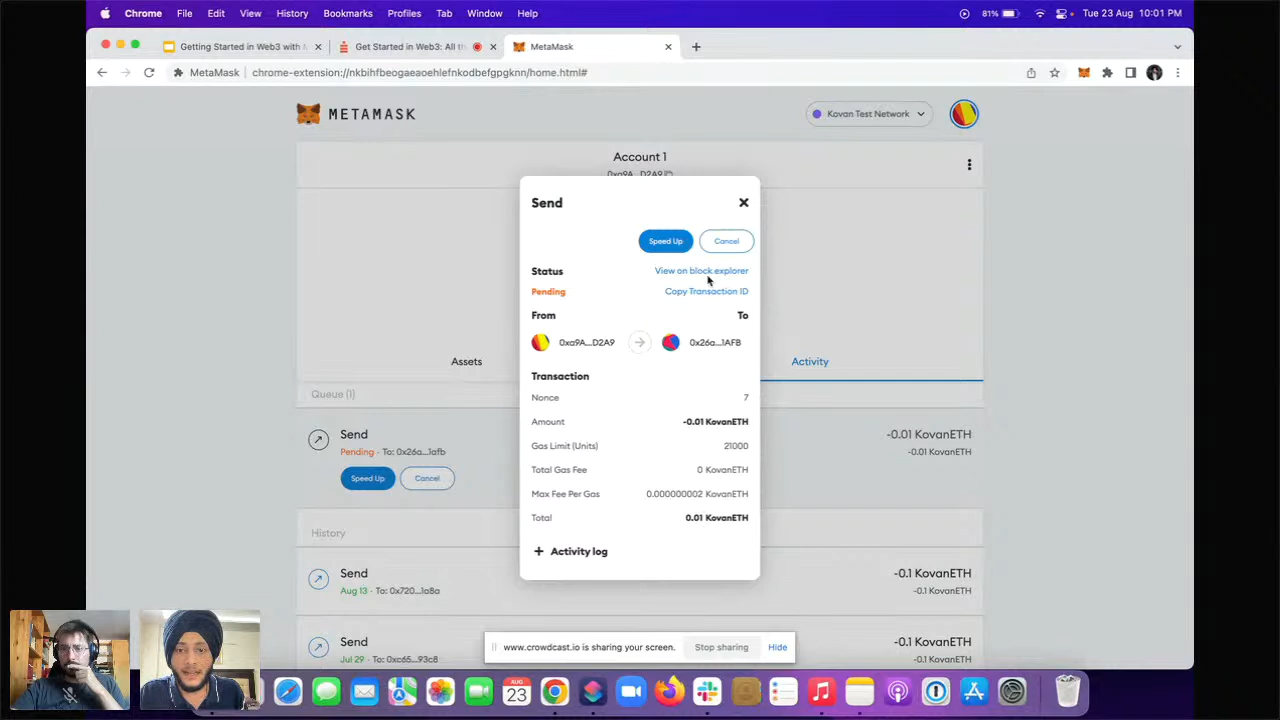 Chrome File Edit View History Bookmarks Profiles Tab Window Help 81% Tue 23 Aug 10:01 PM
Getting Started in Web3 with Get Started in Web3: All MetaMask
MetaMask chrome-extension://nkbihfbeogaeaoehlefnkodbefgpgknn/home.html#
METAMASK Kovan Test Network
Account 1
0xa9A...D2A9
Send
Speed Up Cancel
Status View on block explorer
Pending Copy Transaction ID
From To
0xa9A...D2A9 0x26a...1AFB
Assets Activity
Transaction
Queue (1)
Nonce 7
Amount -0.01 KovanETH
Gas Limit (Units) 21000
Total Gas Fee 0 KovanETH
Max Fee Per Gas 0.000000002 KovanETH
Total 0.01 KovanETH
+ Activity log
Send -0.01 KovanETH
Pending · To: 0x26a...1afb -0.01 KovanETH
Speed Up Cancel
History
Send -0.1 KovanETH
Aug 13 · To: 0x720...1a8a -0.1 KovanETH
Send -0.1 KovanETH
Jul 29 · To: 0xc65...93c8 -0.1 KovanETH
www.crowdcast.io is sharing your screen. Stop sharing Hide
AUG
23